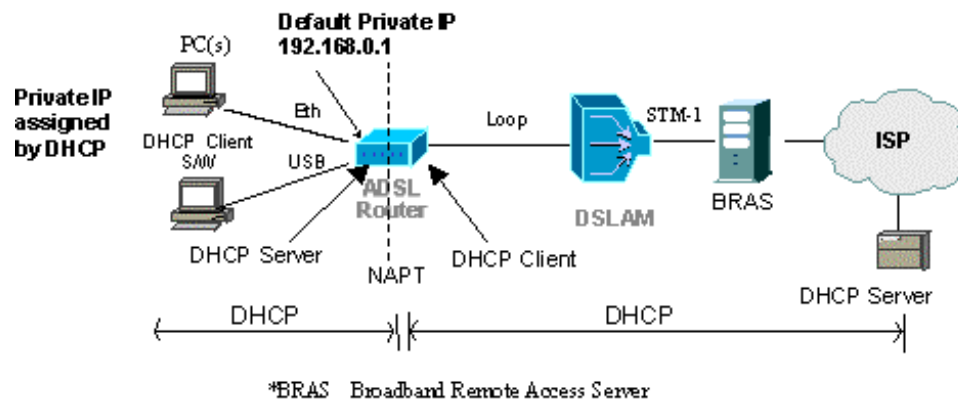 Default Private IP
192.168.0.1
PC(s)
Private IP
assigned
by DHCP
Eth
DHCP Client
S/W
USB
ADSL
Router
Loop
STM-1
ISP
DSLAM
BRAS
DHCP Server
NAPT
DHCP Client
DHCP Server
DHCP
DHCP
*BRAS Broadband Remote Access Server